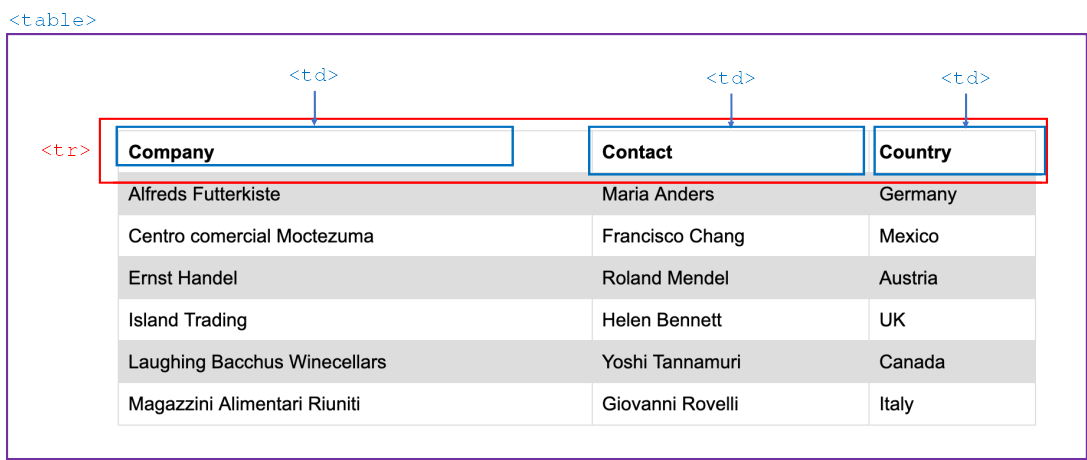 <table>
<td> <td> <td>
<tr> Company Contact Country
Alfreds Futterkiste Maria Anders Germany
Centro comercial Moctezuma Francisco Chang Mexico
Ernst Handel Roland Mendel Austria
Island Trading Helen Bennett UK
Laughing Bacchus Winecellars Yoshi Tannamuri Canada
Magazzini Alimentari Riuniti Giovanni Rovelli Italy